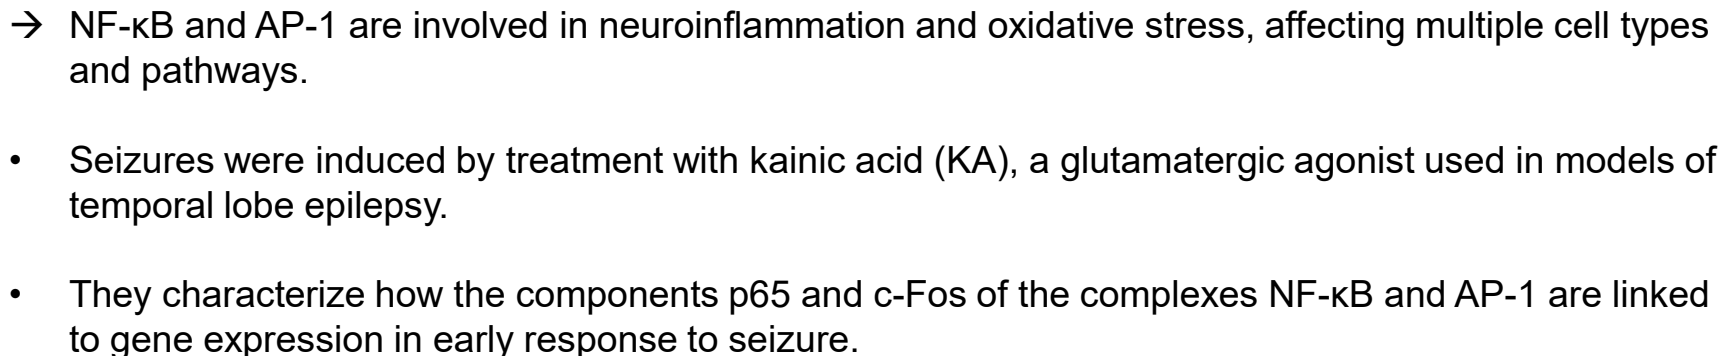 → NF-κB and AP-1 are involved in neuroinflammation and oxidative stress, affecting multiple cell types
and pathways.
• Seizures were induced by treatment with kainic acid (KA), a glutamatergic agonist used in models of
temporal lobe epilepsy.
• They characterize how the components p65 and c-Fos of the complexes NF-κB and AP-1 are linked
to gene expression in early response to seizure.